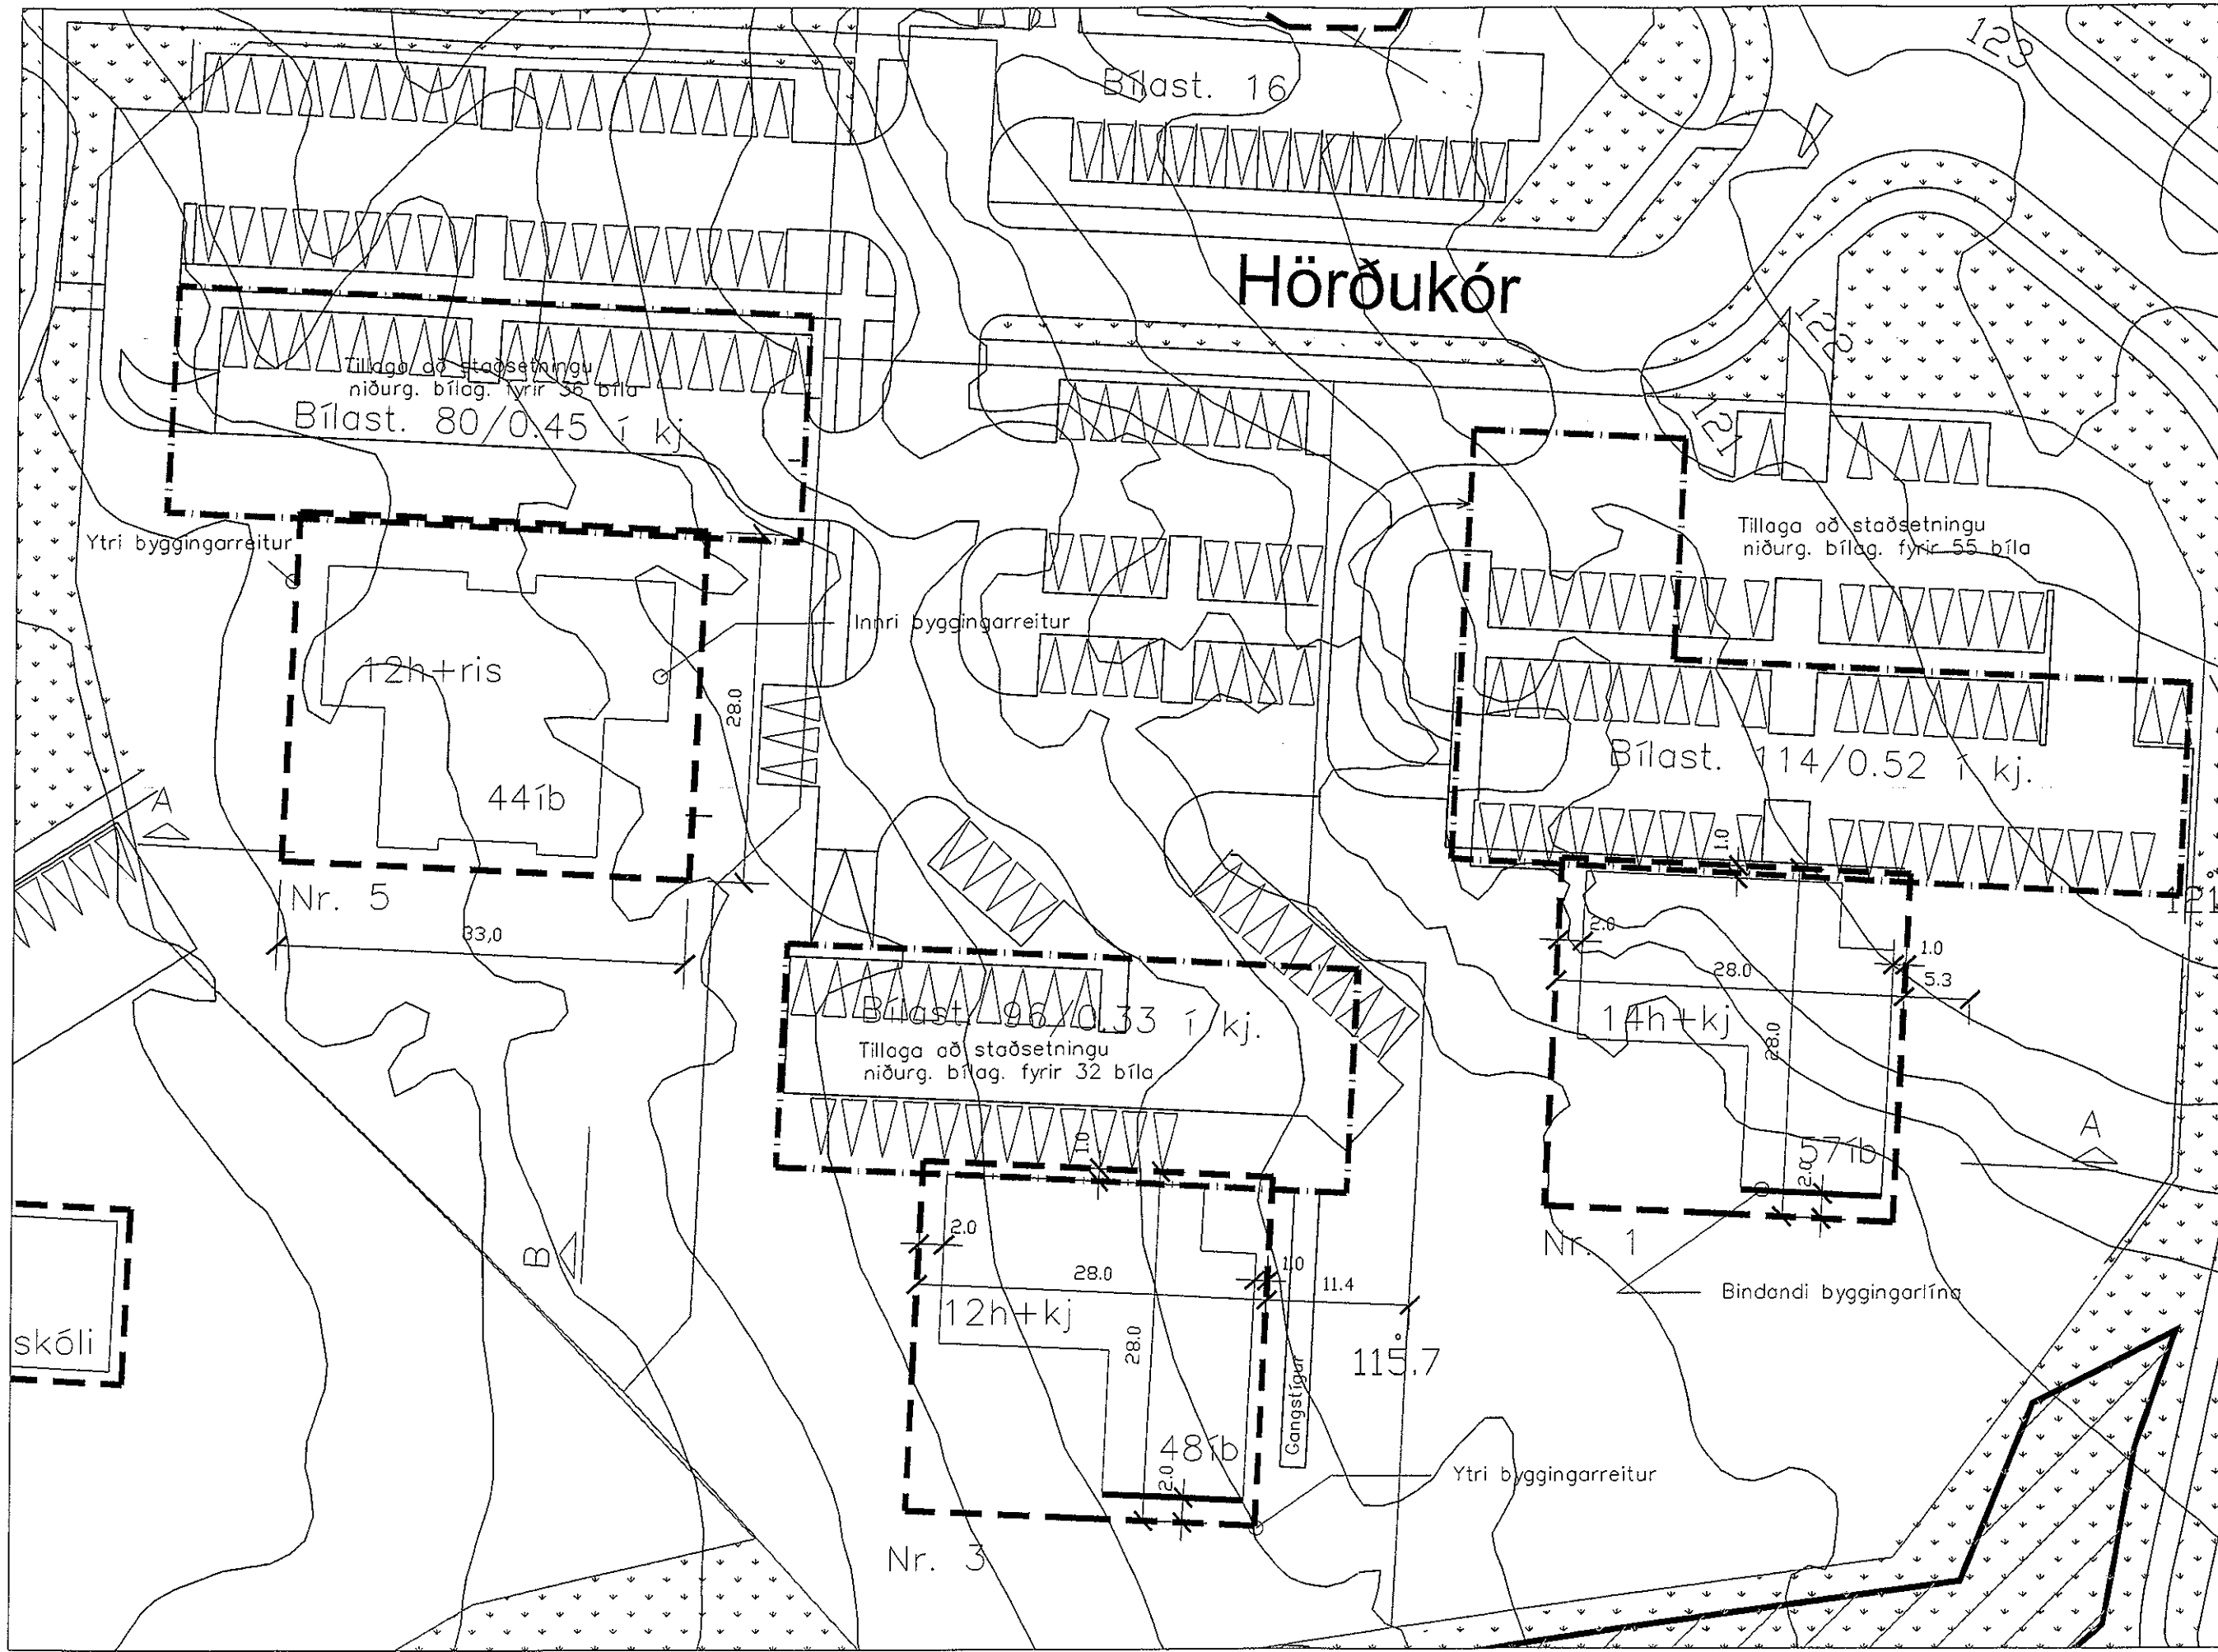 123
Bílast. 16
Hörðukór
122
Tillaga að staðsetningu
niðurg. bílag. fyrir 36 bíla
Bílast. 80/0.45 í kj
121
Tillaga að staðsetningu
niðurg. bílag. fyrir 55 bíla
Ytri byggingarreitur
Innri byggingarreitur
12h+ris
28.0
44íb
Bílast. 114/0.52 í kj.
A
1.0
Nr. 5
33,0
121
2.0
1.0
28.0
5.3
14h+kj
28.0
Bílast. 96/0.33 í kj.
Tillaga að staðsetningu
niðurg. bílag. fyrir 32 bíla
A
57íb
2.0
1.0
2.0
B
Nr. 1
28.0
1.0
11.4
Bindandi byggingarlína
12h+kj
28.0
skóli
115.7
Gangstígur
48íb
2.0
Ytri byggingarreitur
Nr. 3